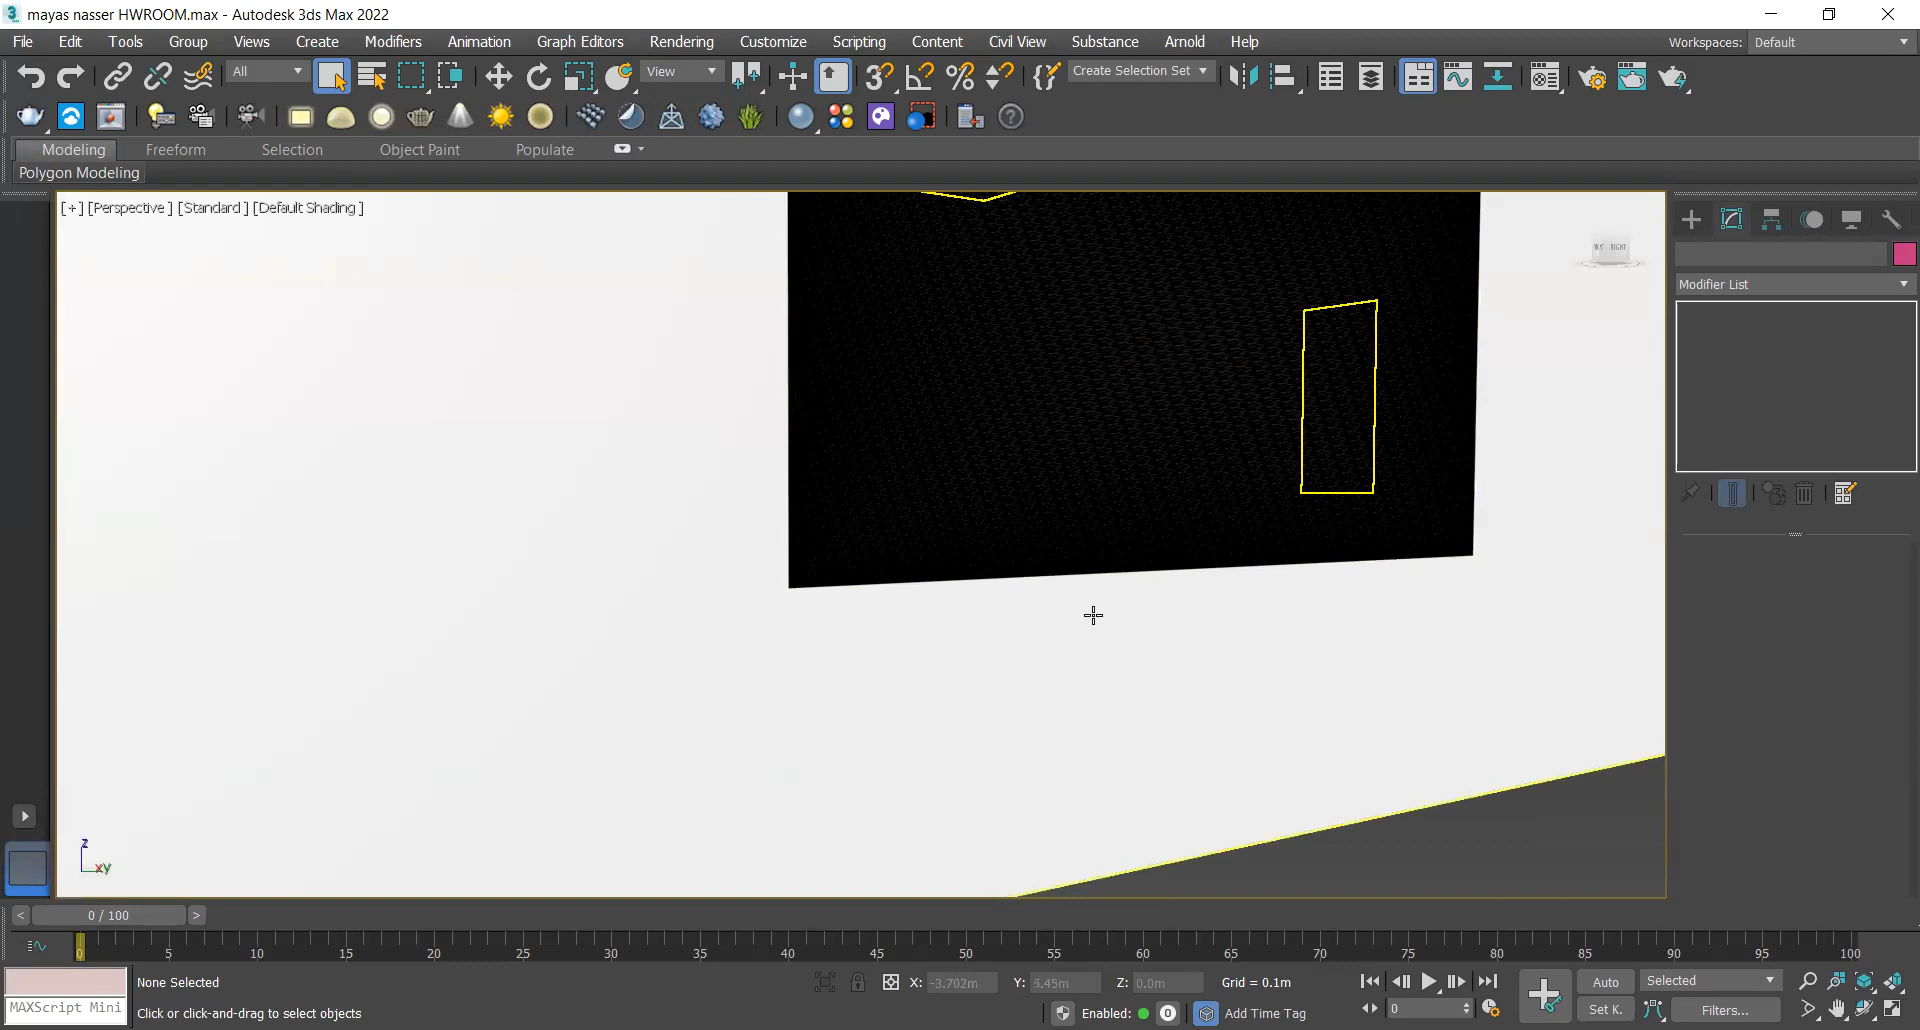 mayas nasser HWROOM.max - Autodesk 3ds Max 2022
File Edit Tools Group Views Create Modifiers Animation Graph Editors Rendering Customize Scripting Content Civil View Substance Arnold Help Workspaces: Default
All View Create Selection Set
Modeling Freeform Selection Object Paint Populate
Polygon Modeling
[+] [Perspective ] [Standard ] [Default Shading ]
RIGHT
Modifier List
z
xy
< 0 / 100 >
0 5 10 15 20 25 30 35 40 45 50 55 60 65 70 75 80 85 90 95 100
None Selected X: -3.702m Y: Z: 0.0m Grid = 0.1m Auto Selected
MAXScript Mini Click or click-and-drag to select objects Enabled: 0 Add Time Tag 0 Set K. Filters...